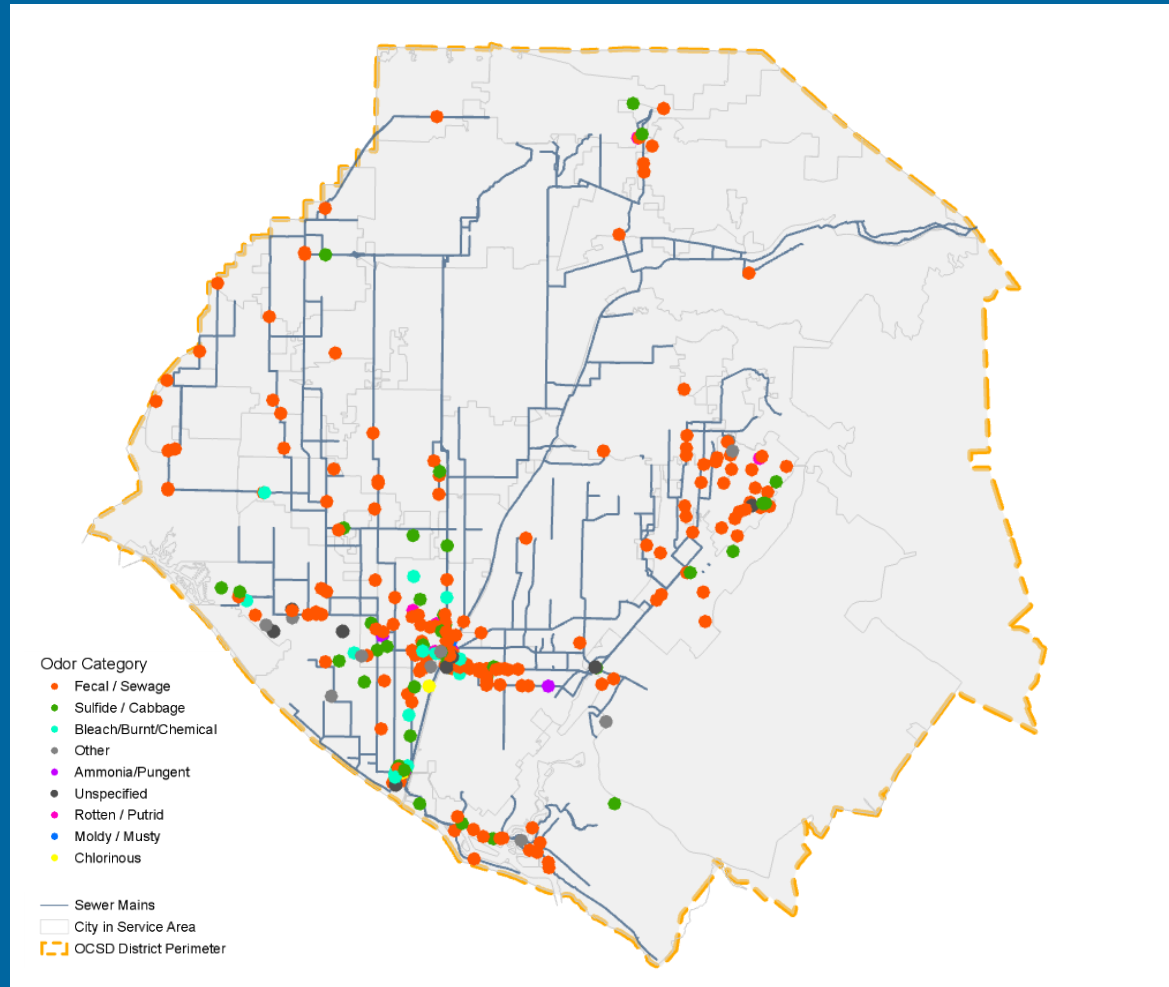 Odor Category
Fecal / Sewage
Sulfide / Cabbage
Bleach/Burnt/Chemical
Other
Ammonia/Pungent
Unspecified
Rotten / Putrid
Moldy / Musty
Chlorinous
Sewer Mains
City in Service Area
OCSD District Perimeter